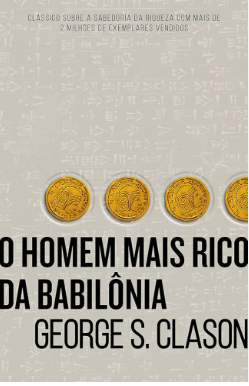 CLÁSSICO SOBRE A SABEDORIA DA RIQUEZA COM MAIS DE
2 MILHÕES DE EXEMPLARES VENDIDOS
O HOMEM MAIS RICO
DA BABILÔNIA
GEORGE S. CLASON